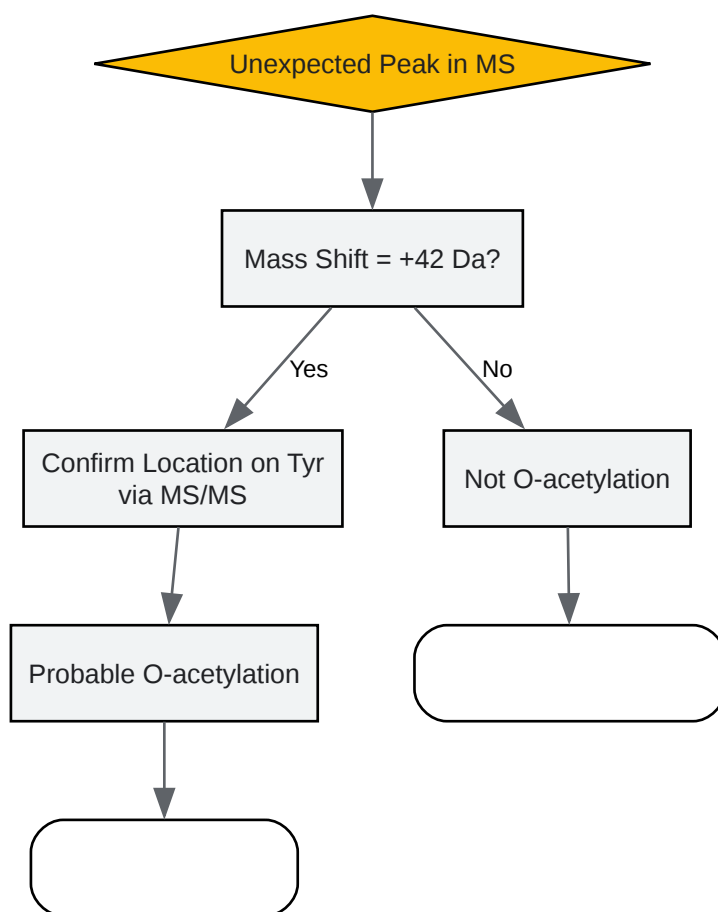 Unexpected Peak in MS
Mass Shift = +42 Da?
Yes
No
Confirm Location on Tyr
via MS/MS
Not O-acetylation
Probable O-acetylation